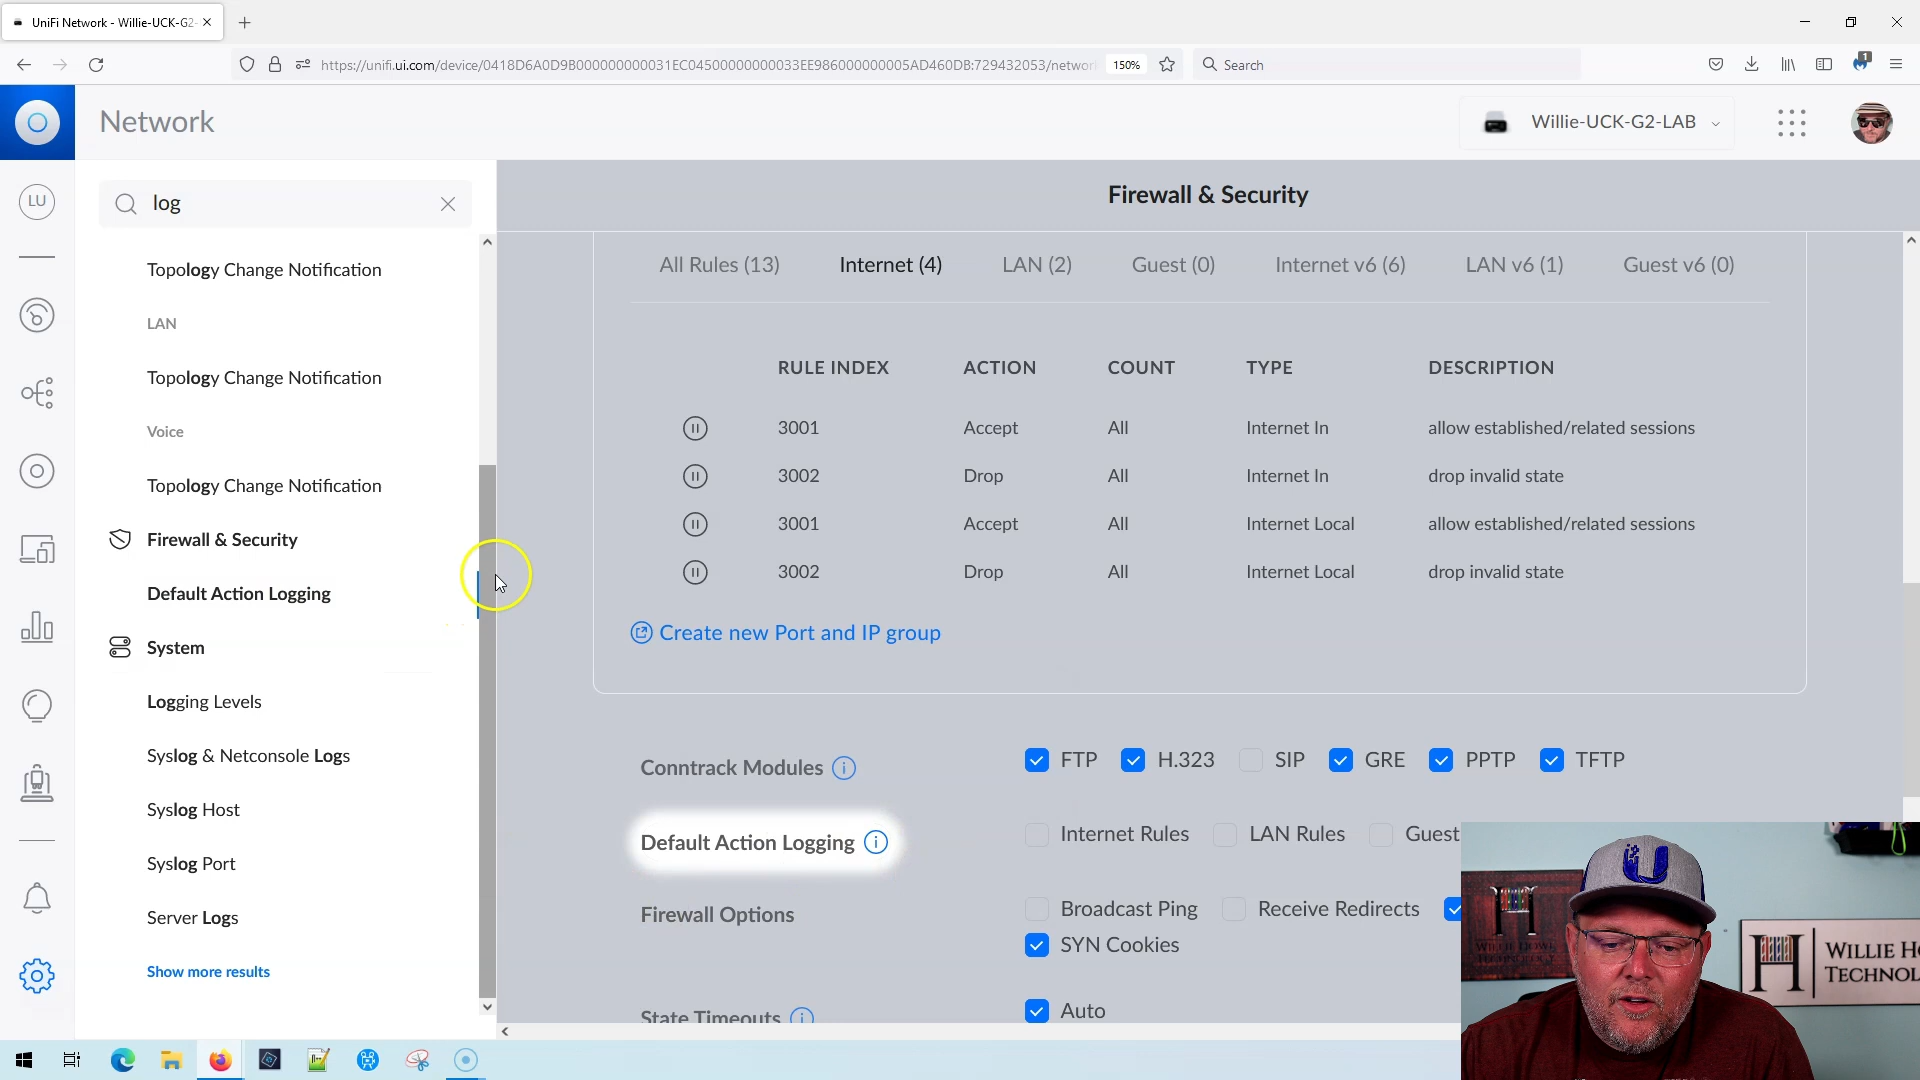 UniFi Network - Willie-UCK-G2-
https://unifi.ui.com/device/0418D6A0D9B000000000031EC04500000000033EE986000000005AD460DB:729432053/networ
150%
Search
1
Network
Willie-UCK-G2-LAB
LU
log
Topology Change Notification
LAN
Topology Change Notification
Voice
Topology Change Notification
Firewall & Security
Default Action Logging
System
Logging Levels
Syslog & Netconsole Logs
Syslog Host
Syslog Port
Server Logs
Show more results
Firewall & Security
All Rules (13) Internet (4) LAN (2) Guest (0) Internet v6 (6) LAN v6 (1) Guest v6 (0)
RULE INDEX ACTION COUNT TYPE DESCRIPTION
3001 Accept All Internet In allow established/related sessions
3002 Drop All Internet In drop invalid state
3001 Accept All Internet Local allow established/related sessions
3002 Drop All Internet Local drop invalid state
Create new Port and IP group
Conntrack Modules FTP H.323 SIP GRE PPTP TFTP
Default Action Logging Internet Rules LAN Rules Guest
Firewall Options Broadcast Ping Receive Redirects
SYN Cookies
State Timeouts Auto
WILLIE HOWE
TECHNOLOGY
WILLIE HO
TECHNOL